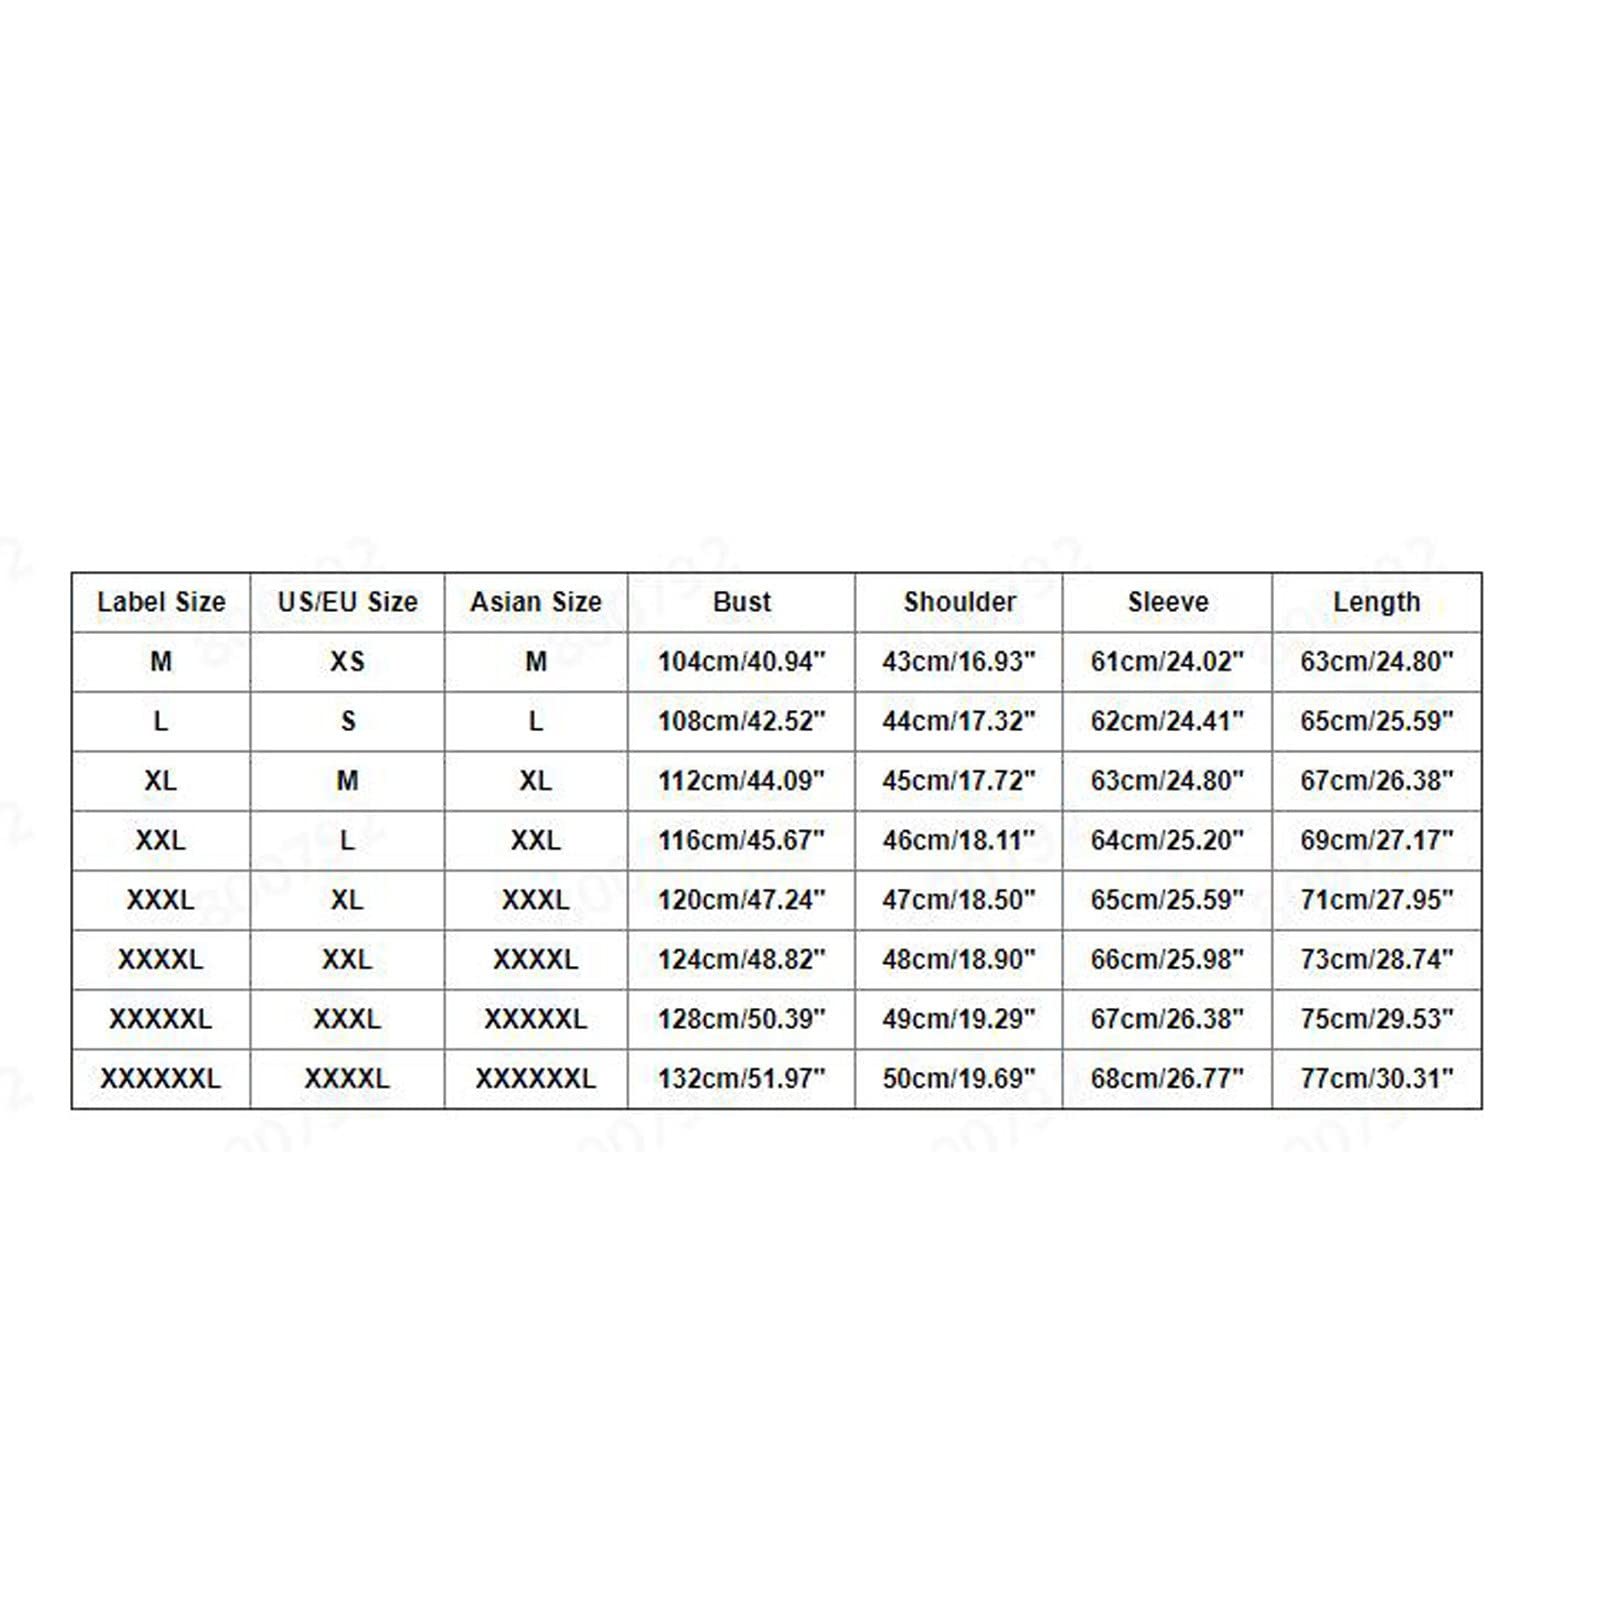 Label Size US/EU Size Asian Size Bust Shoulder Sleeve Length
M XS M 104cm/40.94" 43cm/16.93" 61cm/24.02" 63cm/24.80"
L S L 108cm/42.52" 44cm/17.32" 62cm/24.41" 65cm/25.59"
XL M XL 112cm/44.09" 45cm/17.72" 63cm/24.80" 67cm/26.38"
XXL L XXL 116cm/45.67" 46cm/18.11" 64cm/25.20" 69cm/27.17"
XXXL XL XXXL 120cm/47.24" 47cm/18.50" 65cm/25.59" 71cm/27.95"
XXXXL XXL XXXXL 124cm/48.82" 48cm/18.90" 66cm/25.98" 73cm/28.74"
XXXXXL XXXL XXXXXL 128cm/50.39" 49cm/19.29" 67cm/26.38" 75cm/29.53"
XXXXXXL XXXXL XXXXXXL 132cm/51.97" 50cm/19.69" 68cm/26.77" 77cm/30.31"